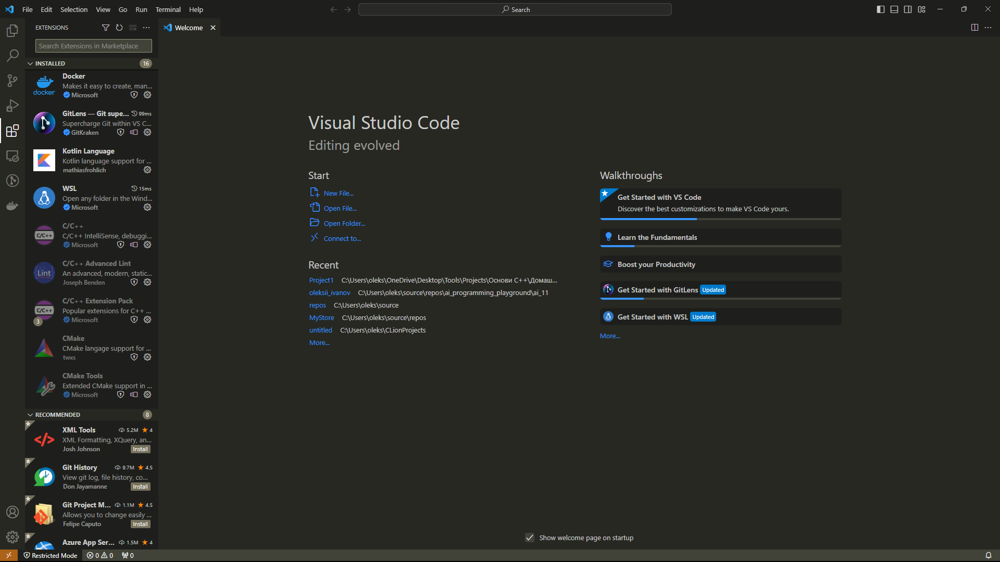 File Edit Selection View Go Run Terminal Help
Search
EXTENSIONS
Welcome
Search Extensions in Marketplace
INSTALLED 16
docker
Docker
Makes it easy to create, man...
Microsoft
GitLens — Git supe... 99ms
Supercharge Git within VS C...
GitKraken
Kotlin Language
Kotlin language support for ...
mathiasfrohlich
WSL 15ms
Open any folder in the Wind...
Microsoft
C/C++
C/C++
C/C++ IntelliSense, debuggi...
Microsoft
Lint
C/C++ Advanced Lint
An advanced, modern, static...
Joseph Benden
C/C++
3
C/C++ Extension Pack
Popular extensions for C++ ...
Microsoft
CMake
CMake langage support for ...
twxs
CMake Tools
Extended CMake support in ...
Microsoft
RECOMMENDED 8
XML Tools 5.2M 4
XML Formatting, XQuery, an...
Josh Johnson Install
Git History 9.7M 4.5
View git log, file history, co...
Don Jayamanne Install
Git Project M... 1.1M 4.5
Allows you to change easily ...
Felipe Caputo Install
Azure App Ser... 1.5M 4
Visual Studio Code
Editing evolved
Start
New File...
Open File...
Open Folder...
Connect to...
Recent
Project1 C:\Users\oleks\OneDrive\Desktop\Tools\Projects\Основи C++\Домаш...
oleksii_ivanov C:\Users\oleks\source\repos\ai_programming_playground\ai_11
repos C:\Users\oleks\source
MyStore C:\Users\oleks\source\repos
untitled C:\Users\oleks\CLionProjects
More...
Walkthroughs
Get Started with VS Code
Discover the best customizations to make VS Code yours.
Learn the Fundamentals
Boost your Productivity
Get Started with GitLens Updated
Get Started with WSL Updated
More...
Show welcome page on startup
Restricted Mode 0 0 0